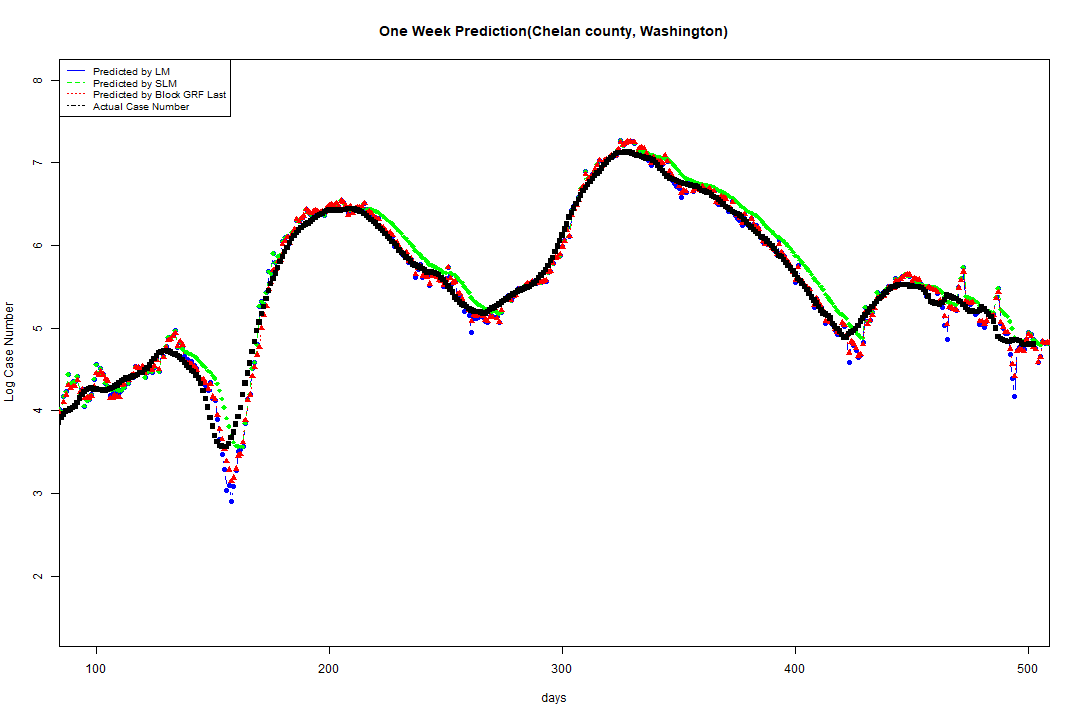 One Week Prediction(Chelan county, Washington)
Predicted by LM
Predicted by SLM
Predicted by Block GRF Last
Actual Case Number
8
7
6
5
4
3
2
Log Case Number
100 200 300 400 500
days